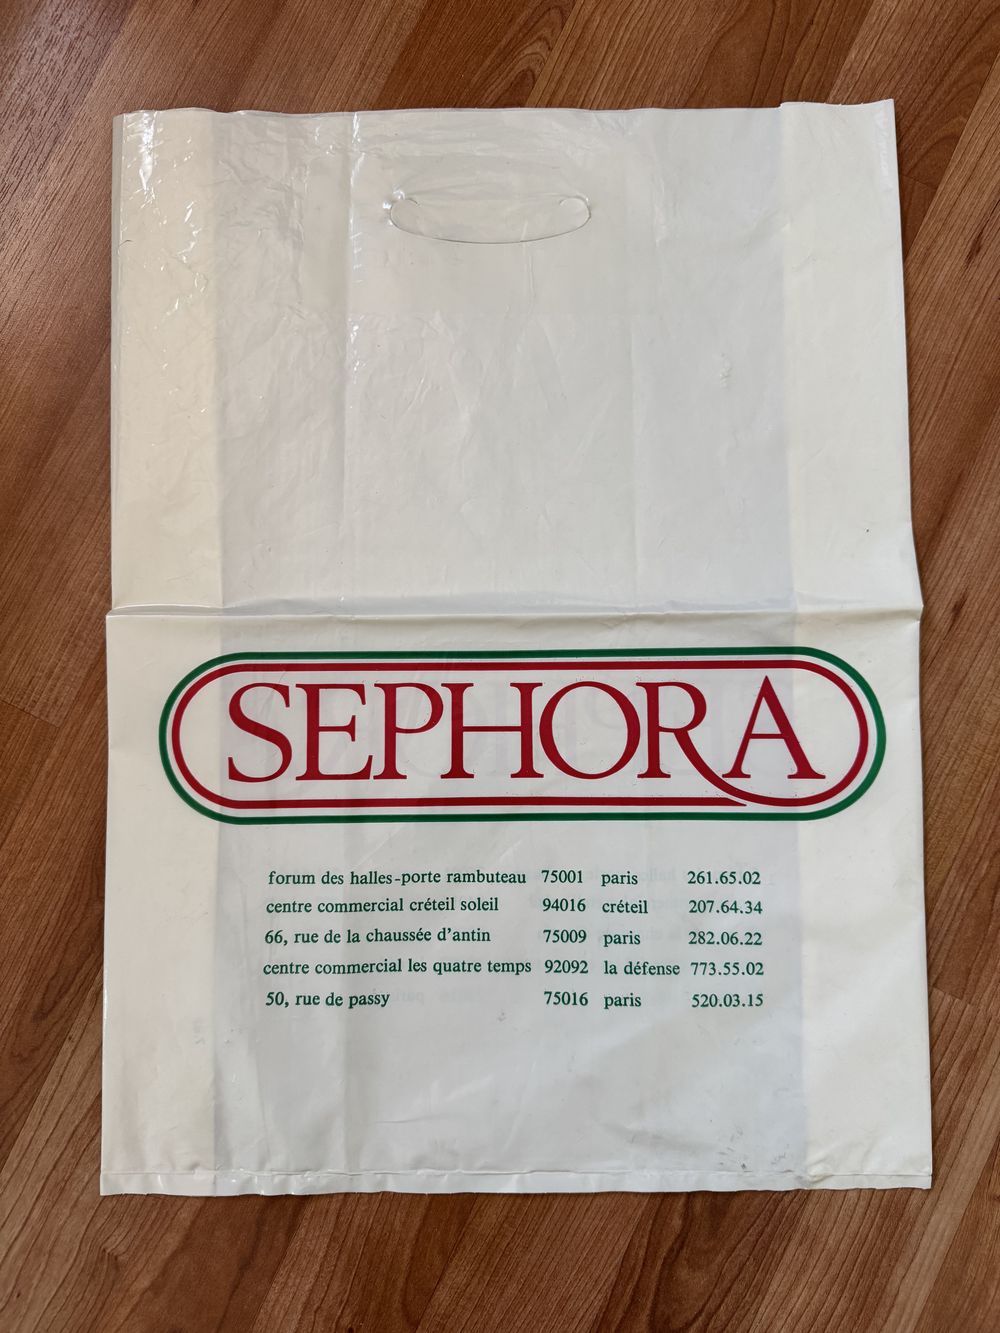 SEPHORA
forum des halles-porte rambuteau 75001 paris 261.65.02
centre commercial créteil soleil 94016 créteil 207.64.34
66, rue de la chaussée d'antin 75009 paris 282.06.22
centre commercial les quatre temps 92092 la défense 773.55.02
50, rue de passy 75016 paris 520.03.15